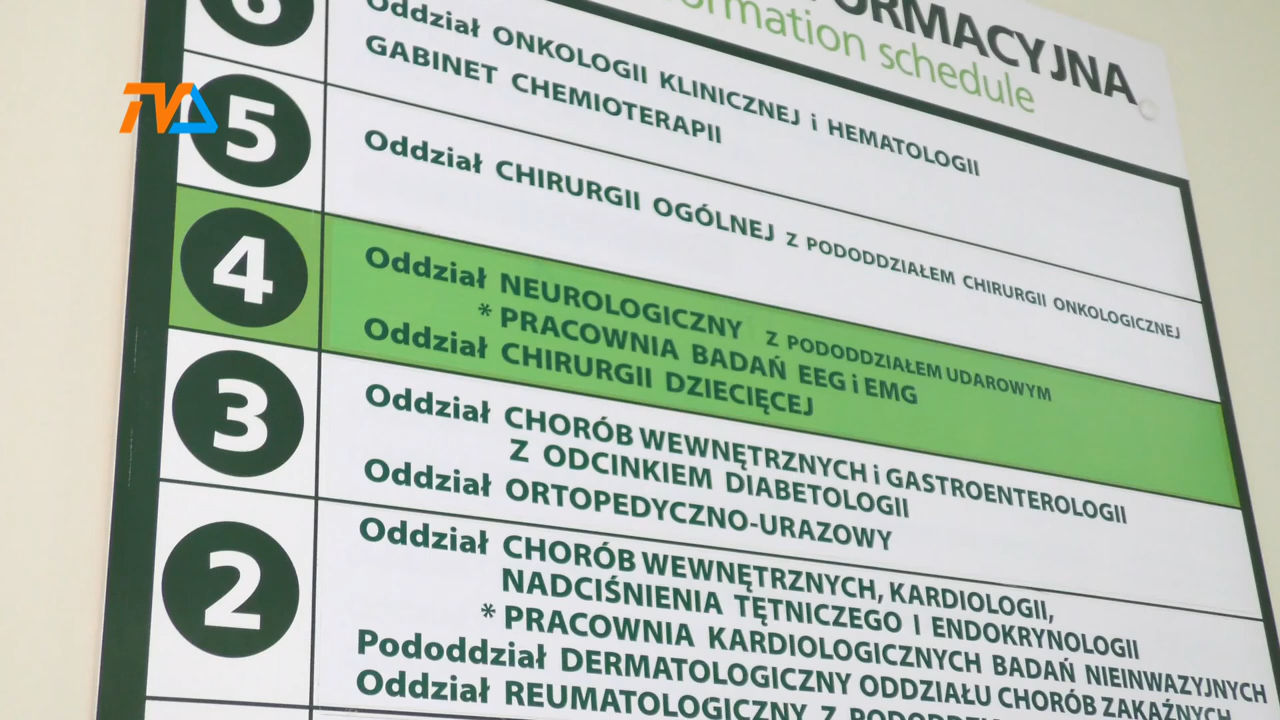 FORMACYJNA
ormation schedule
TVA
6
Oddział ONKOLOGII KLINICZNEJ i HEMATOLOGII
GABINET CHEMIOTERAPII
5
Oddział CHIRURGII OGÓLNEJ Z PODODDZIAŁEM CHIRURGII ONKOLOGICZNEJ
4
Oddział NEUROLOGICZNY Z PODODDZIAŁEM UDAROWYM
* PRACOWNIA BADAŃ EEG i EMG
Oddział CHIRURGII DZIECIĘCEJ
3
Oddział CHORÓB WEWNĘTRZNYCH i GASTROENTEROLOGII
Z ODCINKIEM DIABETOLOGII
Oddział ORTOPEDYCZNO-URAZOWY
2
Oddział CHORÓB WEWNĘTRZNYCH, KARDIOLOGII,
NADCIŚNIENIA TĘTNICZEGO I ENDOKRYNOLOGII
* PRACOWNIA KARDIOLOGICZNYCH BADAŃ NIEINWAZYJNYCH
Pododdział DERMATOLOGICZNY ODDZIAŁU CHORÓB ZAKAŹNYCH
Oddział REUMATOLOGICZNY Z